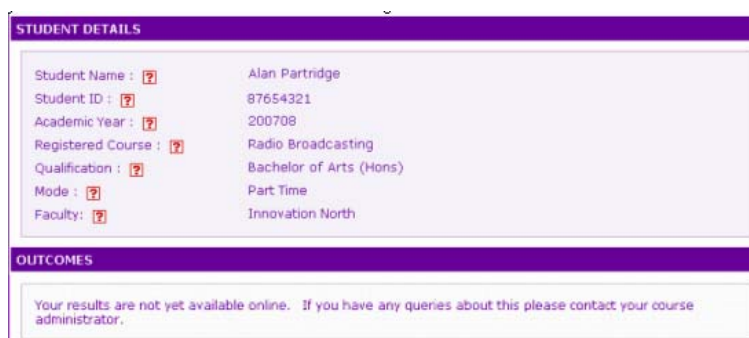 STUDENT DETAILS
Student Name : ? Alan Partridge
Student ID : ? 87654321
Academic Year : ? 200708
Registered Course : ? Radio Broadcasting
Qualification : ? Bachelor of Arts (Hons)
Mode : ? Part Time
Faculty: ? Innovation North
OUTCOMES
Your results are not yet available online. If you have any queries about this please contact your course
administrator.